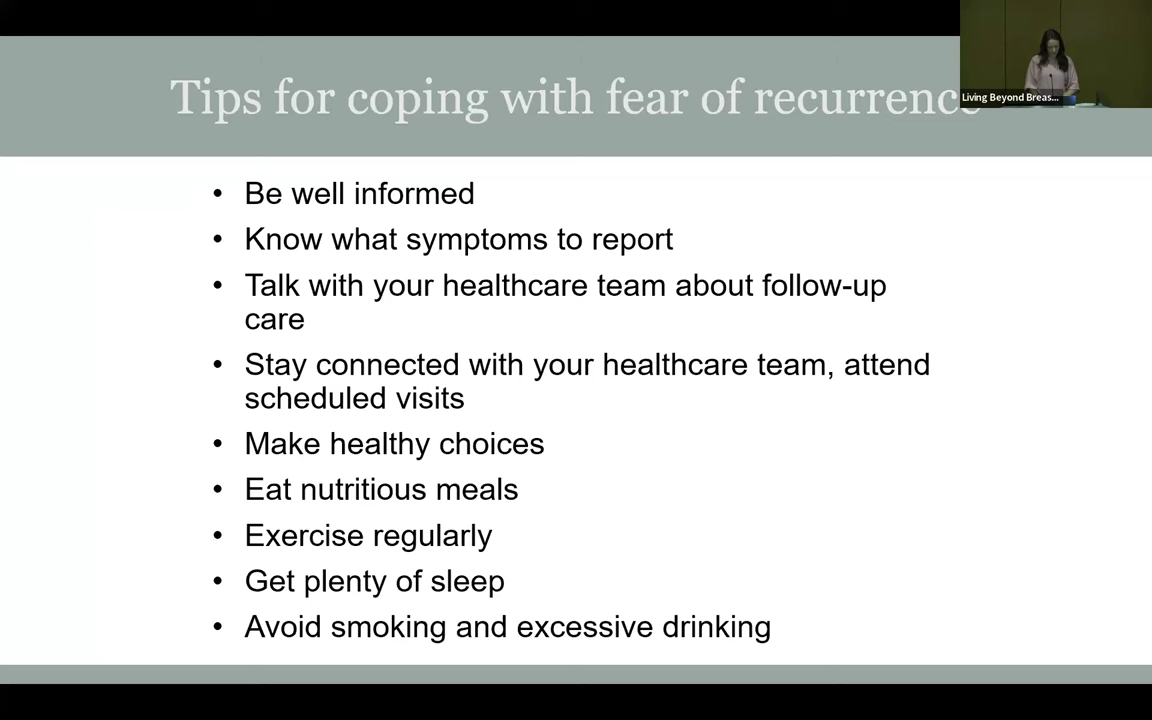 Tips for coping with fear of recurrence
Living Beyond Breas...
• Be well informed
• Know what symptoms to report
• Talk with your healthcare team about follow-up
care
• Stay connected with your healthcare team, attend
scheduled visits
• Make healthy choices
• Eat nutritious meals
• Exercise regularly
• Get plenty of sleep
• Avoid smoking and excessive drinking